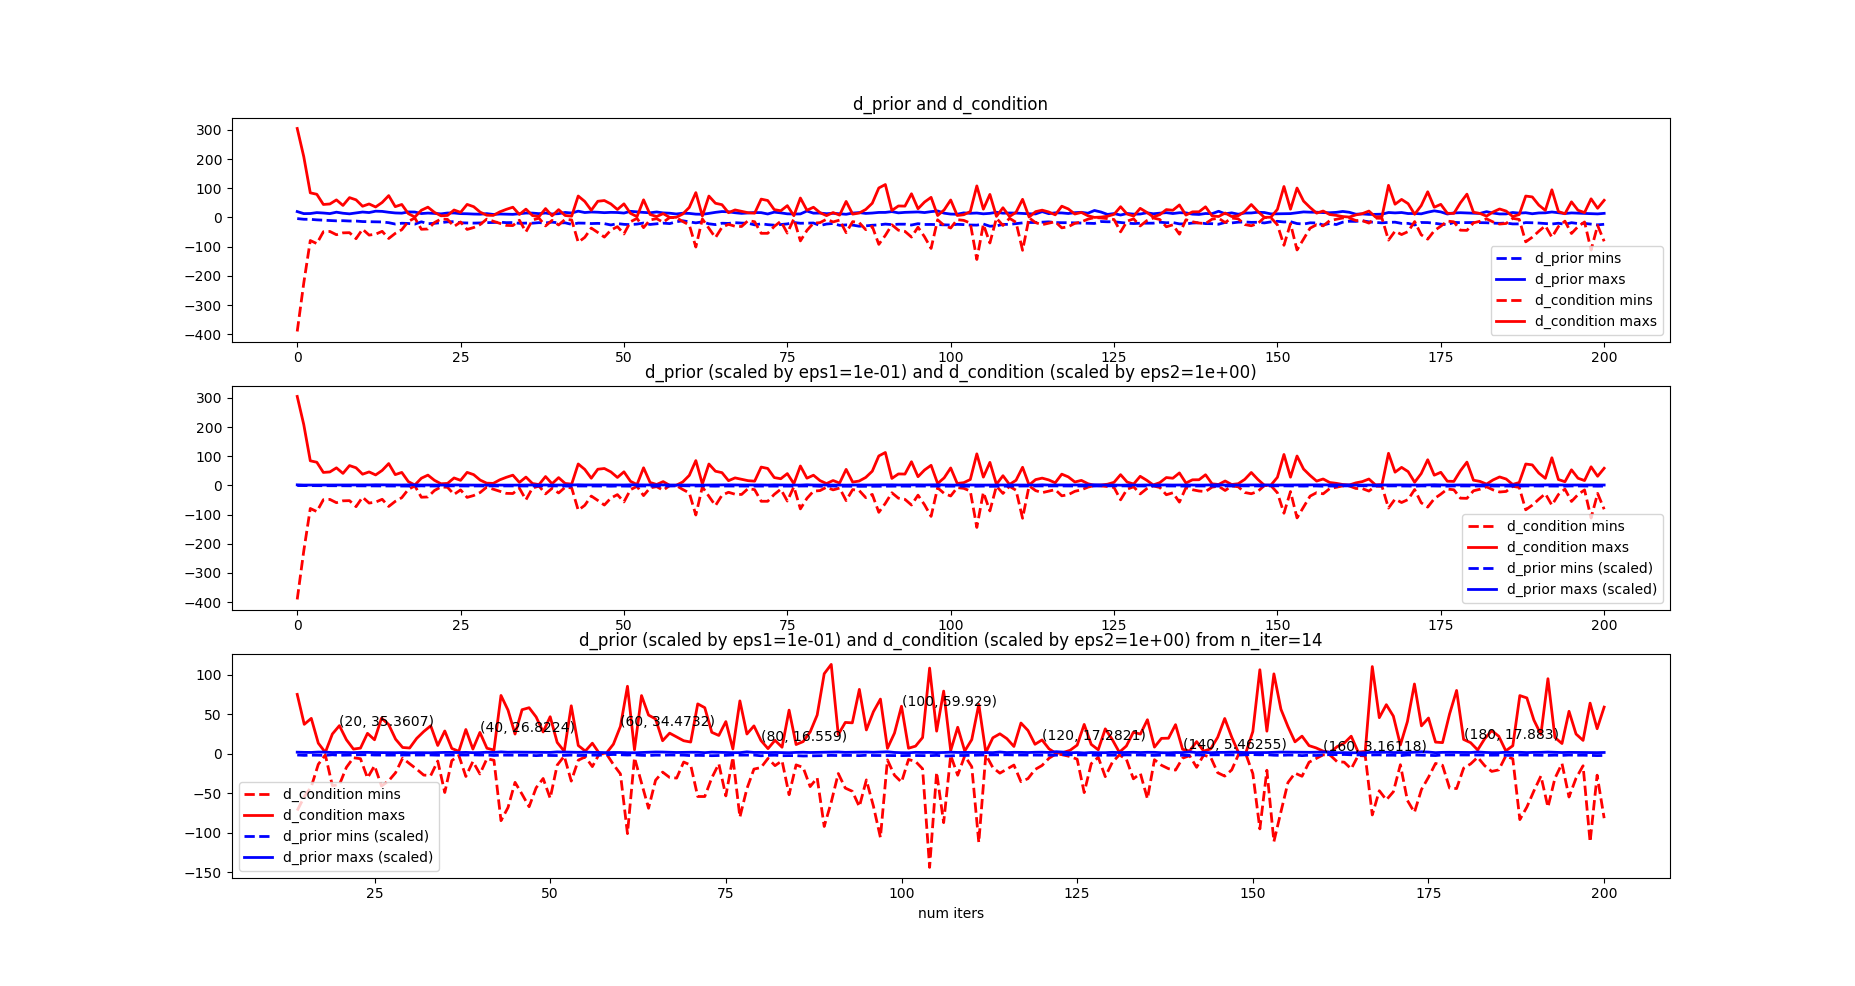 d_prior and d_condition
300
200
100
0
−100
−200
−300
−400
d_prior mins
d_prior maxs
d_condition mins
d_condition maxs
0 25 50 75 100 125 150 175 200
d_prior (scaled by eps1=1e-01) and d_condition (scaled by eps2=1e+00)
300
200
100
0
−100
−200
−300
−400
d_condition mins
d_condition maxs
d_prior mins (scaled)
d_prior maxs (scaled)
0 25 50 75 100 125 150 175 200
d_prior (scaled by eps1=1e-01) and d_condition (scaled by eps2=1e+00) from n_iter=14
100
50
0
−50
−100
−150
(20, 35.3607)
(40, 26.8224)
(60, 34.4732)
(80, 16.559)
(100, 59.929)
(120, 17.2821)
(140, 5.46255)
(160, 3.16118)
(180, 17.883)
d_condition mins
d_condition maxs
d_prior mins (scaled)
d_prior maxs (scaled)
25 50 75 100 125 150 175 200
num iters